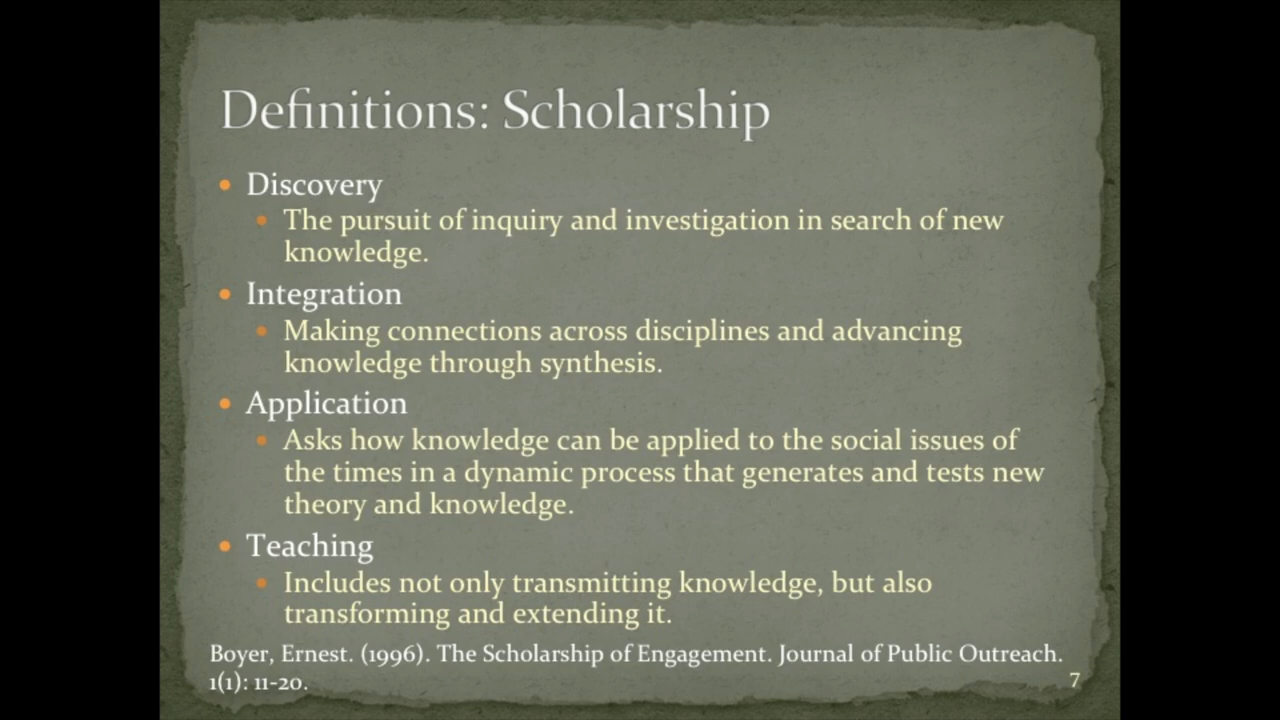 Definitions: Scholarship
Discovery
The pursuit of inquiry and investigation in search of new
knowledge.
Integration
Making connections across disciplines and advancing
knowledge through synthesis.
Application
Asks how knowledge can be applied to the social issues of
the times in a dynamic process that generates and tests new
theory and knowledge.
Teaching
Includes not only transmitting knowledge, but also
transforming and extending it.
Boyer, Ernest. (1996). The Scholarship of Engagement. Journal of Public Outreach.
1(1): 11-20.
7